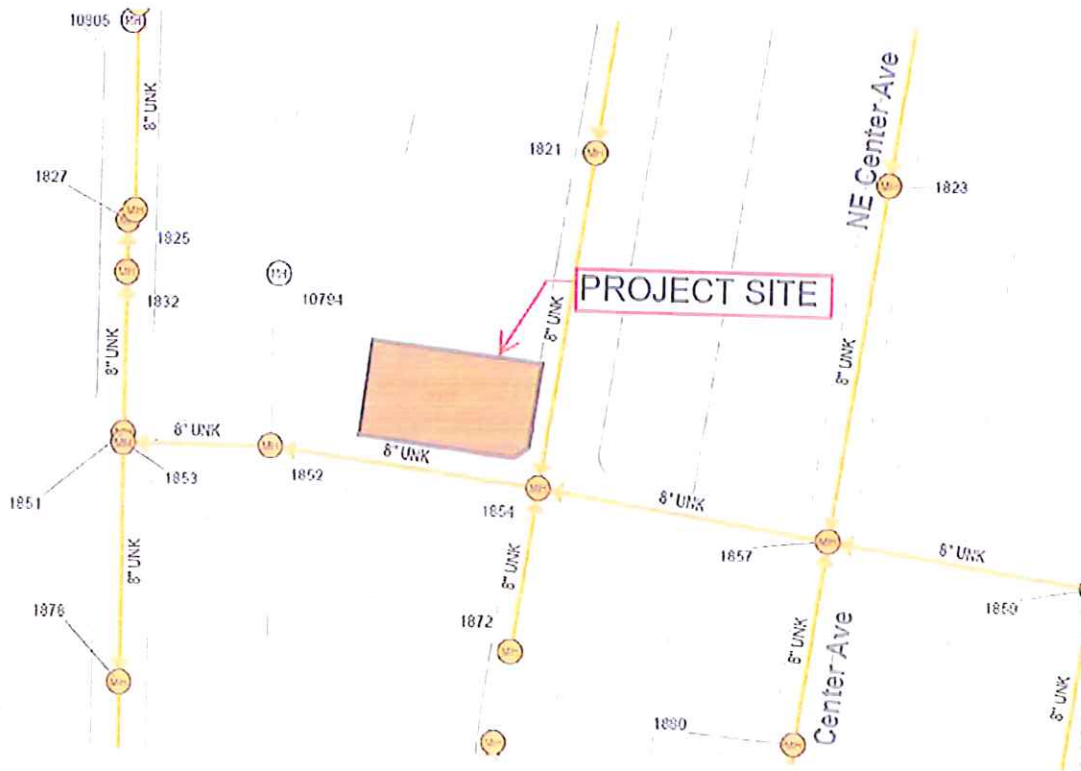 10905
MH
8" UNK
1827
MH
MH
1825
MH
1832
MH
10794
8" UNK
1821
MH
8" UNK
PROJECT SITE
NE Center Ave
MH
1823
8" UNK
MH
MH
1851
1853
8" UNK
MH
1852
8" UNK
MH
1854
8" UNK
MH
1857
8" UNK
1859
8" UNK
1876
MH
8" UNK
1872
MH
MH
8" UNK
Center Ave
1880
MH
8" UNK